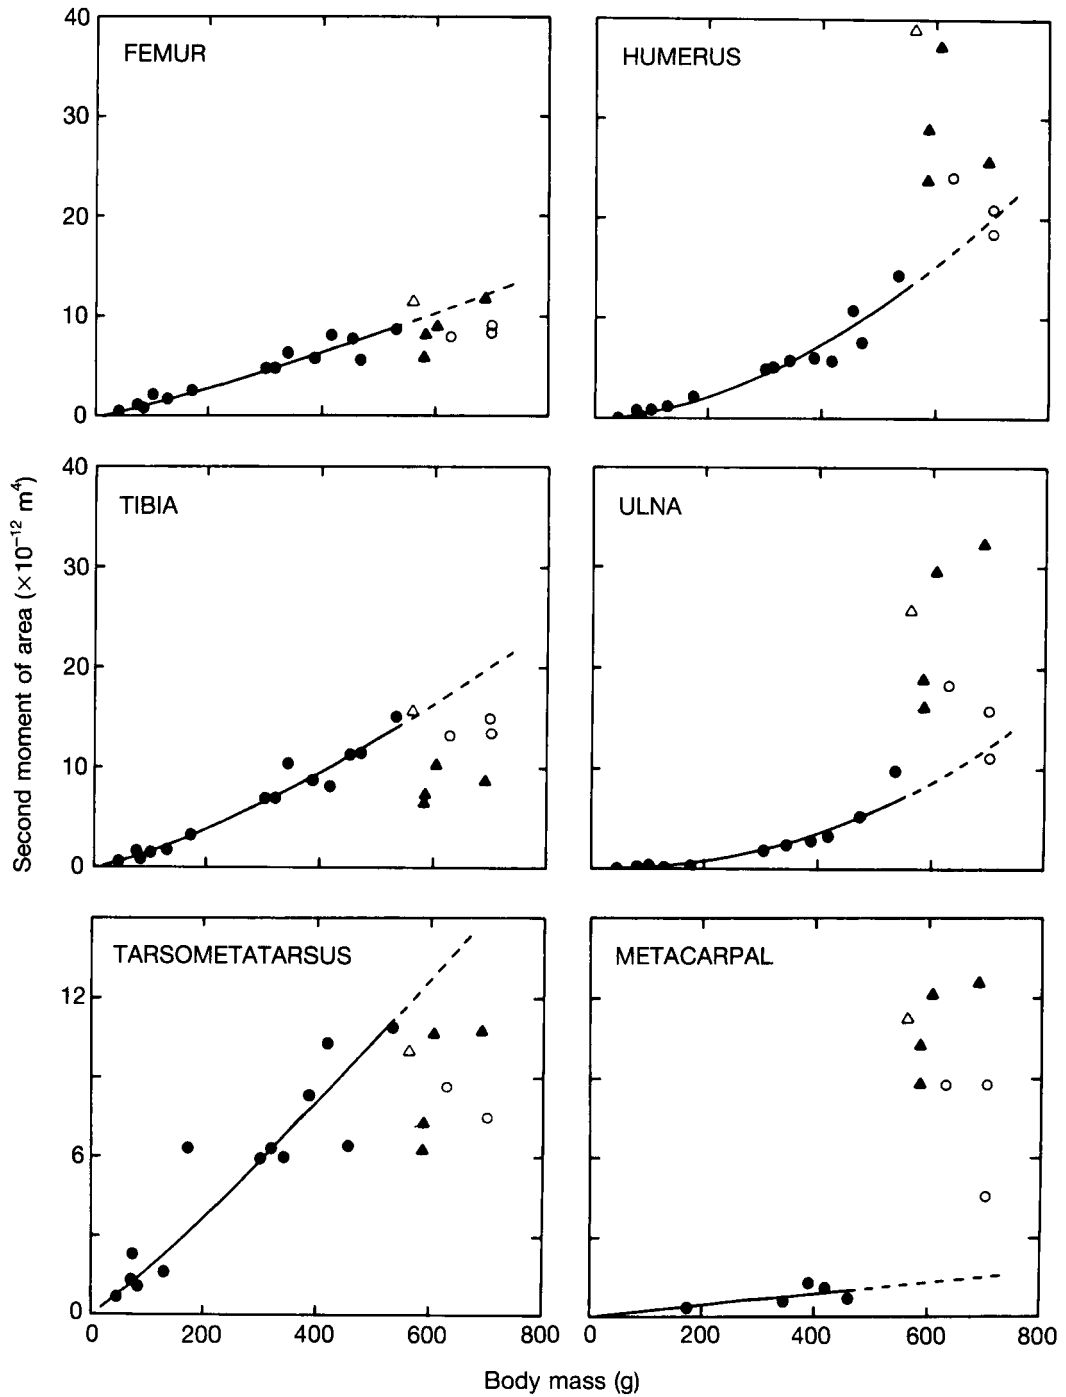 40
30
20
10
0
FEMUR
HUMERUS
40
30
20
10
0
TIBIA
ULNA
Second moment of area (×10⁻¹² m⁴)
12
6
0
TARSOMETATARSUS
METACARPAL
0 200 400 600 800 0 200 400 600 800
Body mass (g)